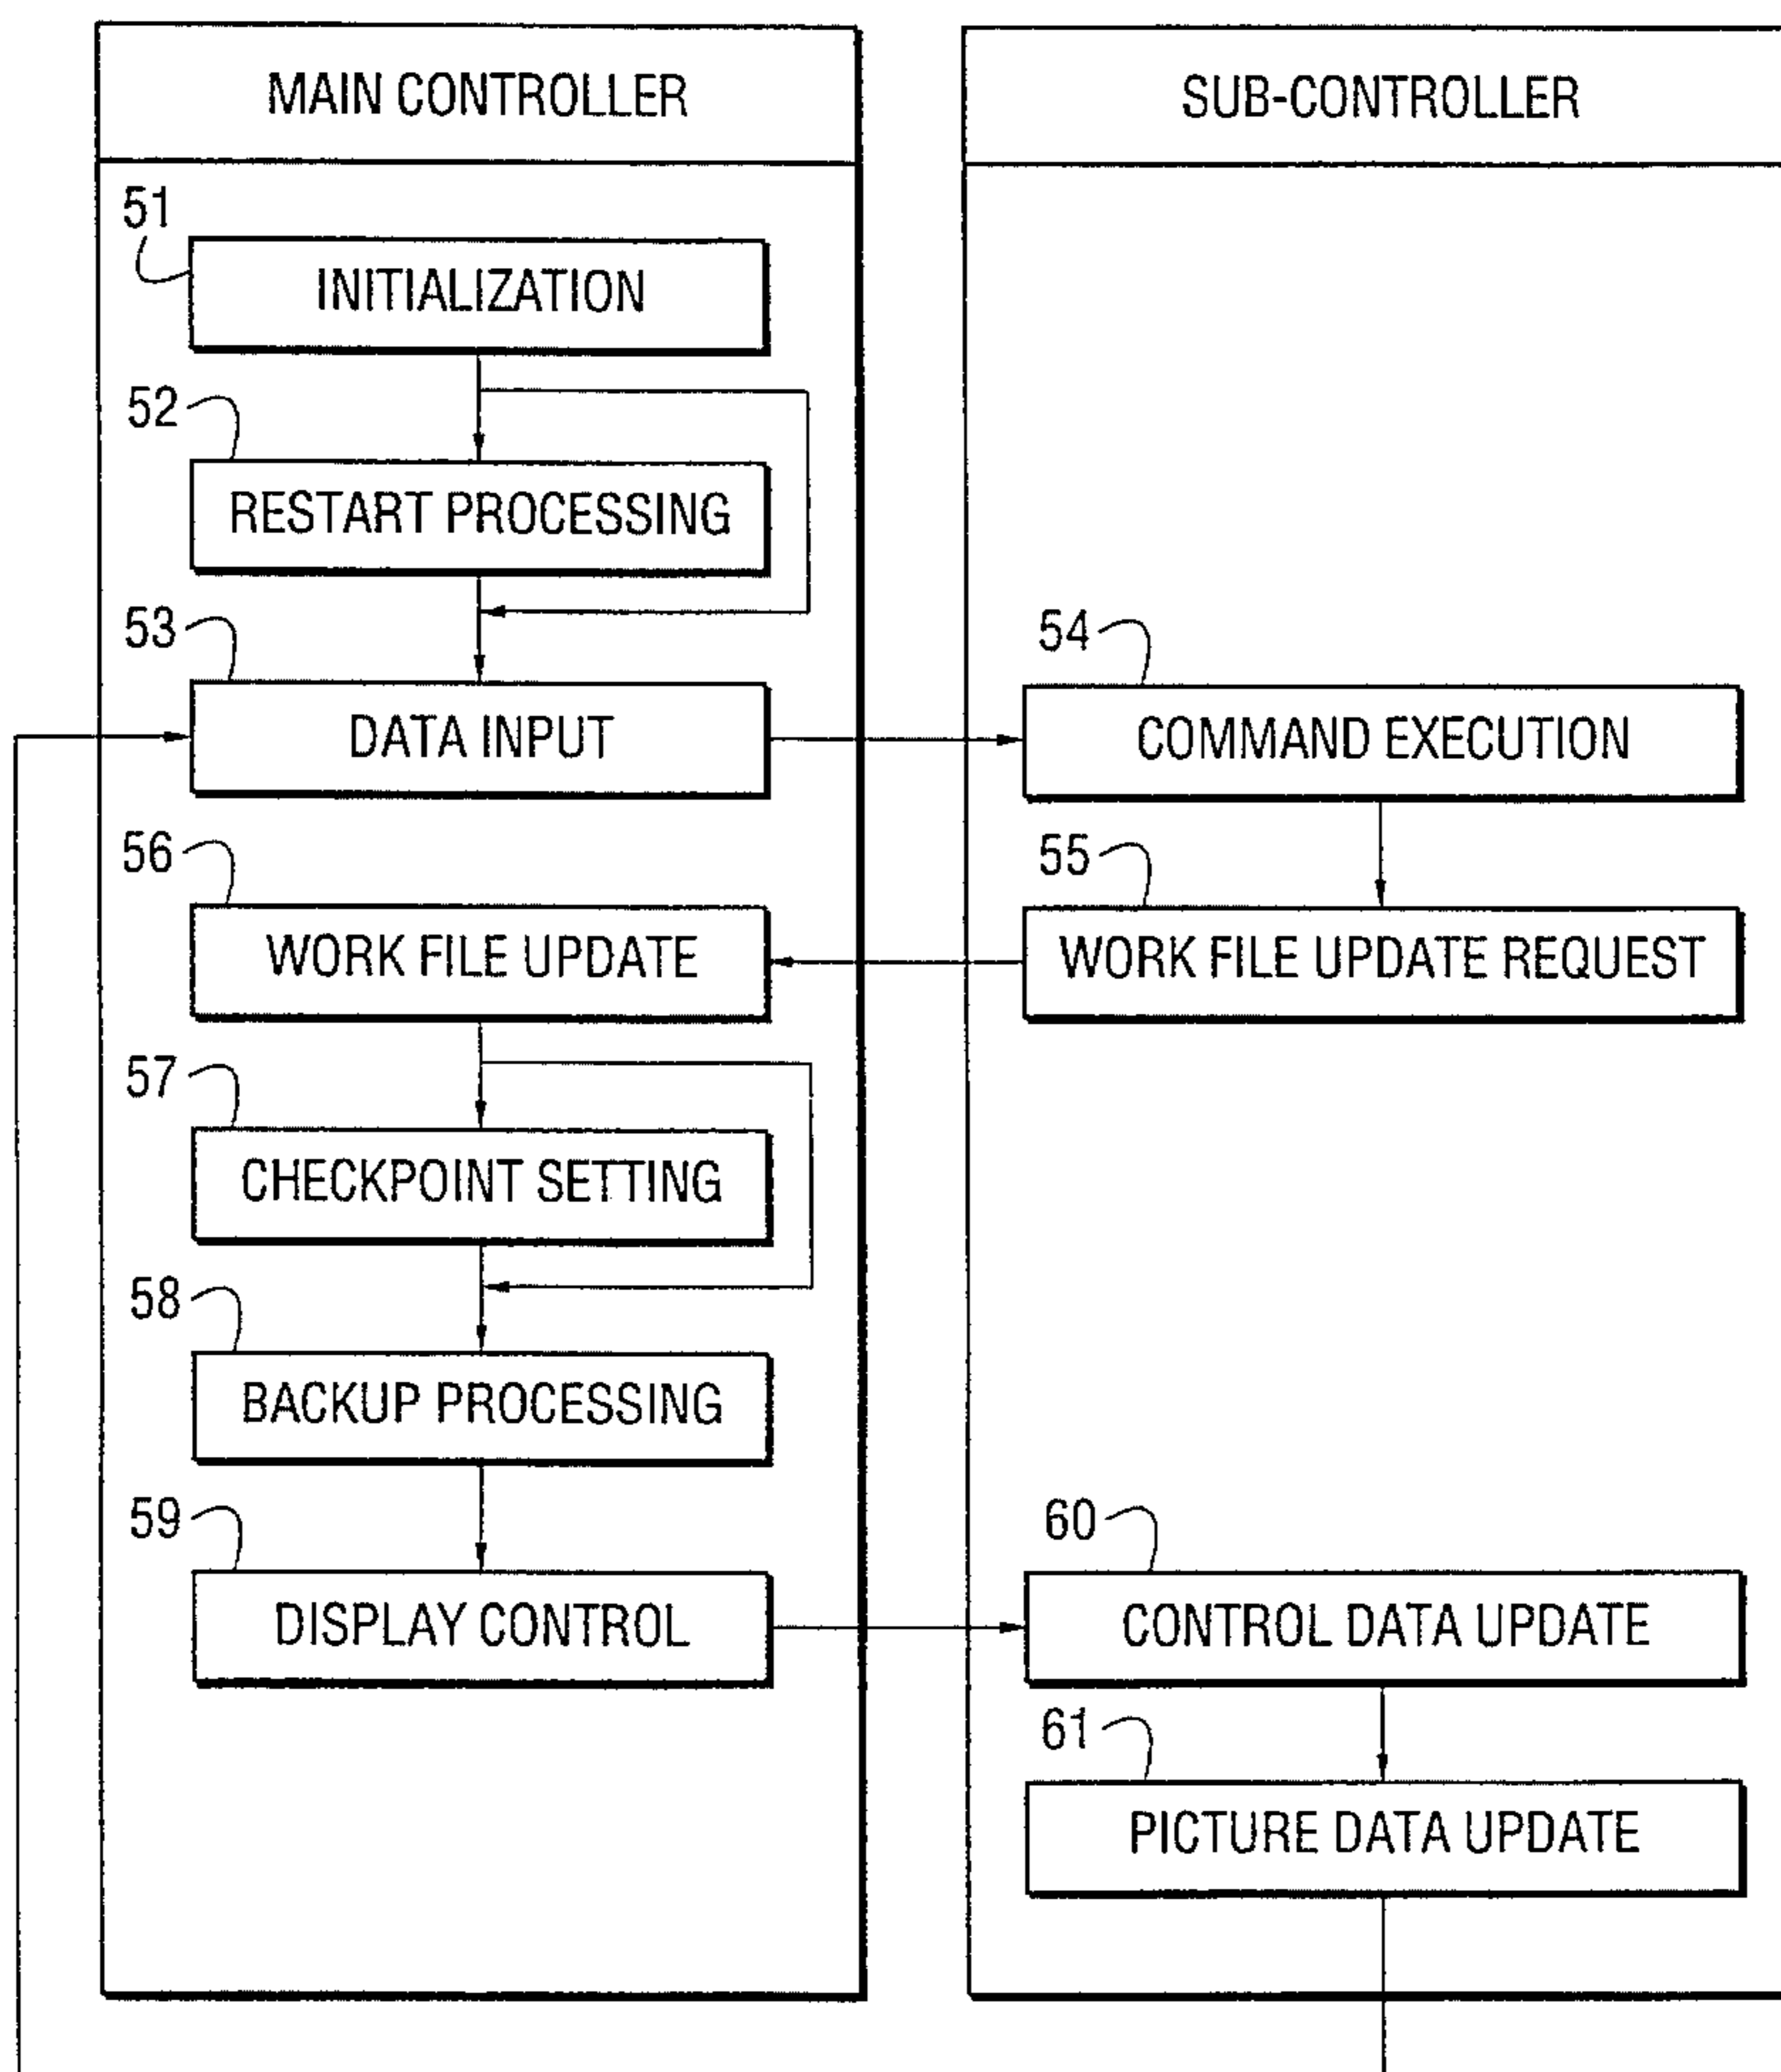 MAIN CONTROLLER
SUB-CONTROLLER
51
INITIALIZATION
52
RESTART PROCESSING
53
DATA INPUT
54
COMMAND EXECUTION
56
WORK FILE UPDATE
55
WORK FILE UPDATE REQUEST
57
CHECKPOINT SETTING
58
BACKUP PROCESSING
59
DISPLAY CONTROL
60
CONTROL DATA UPDATE
61
PICTURE DATA UPDATE